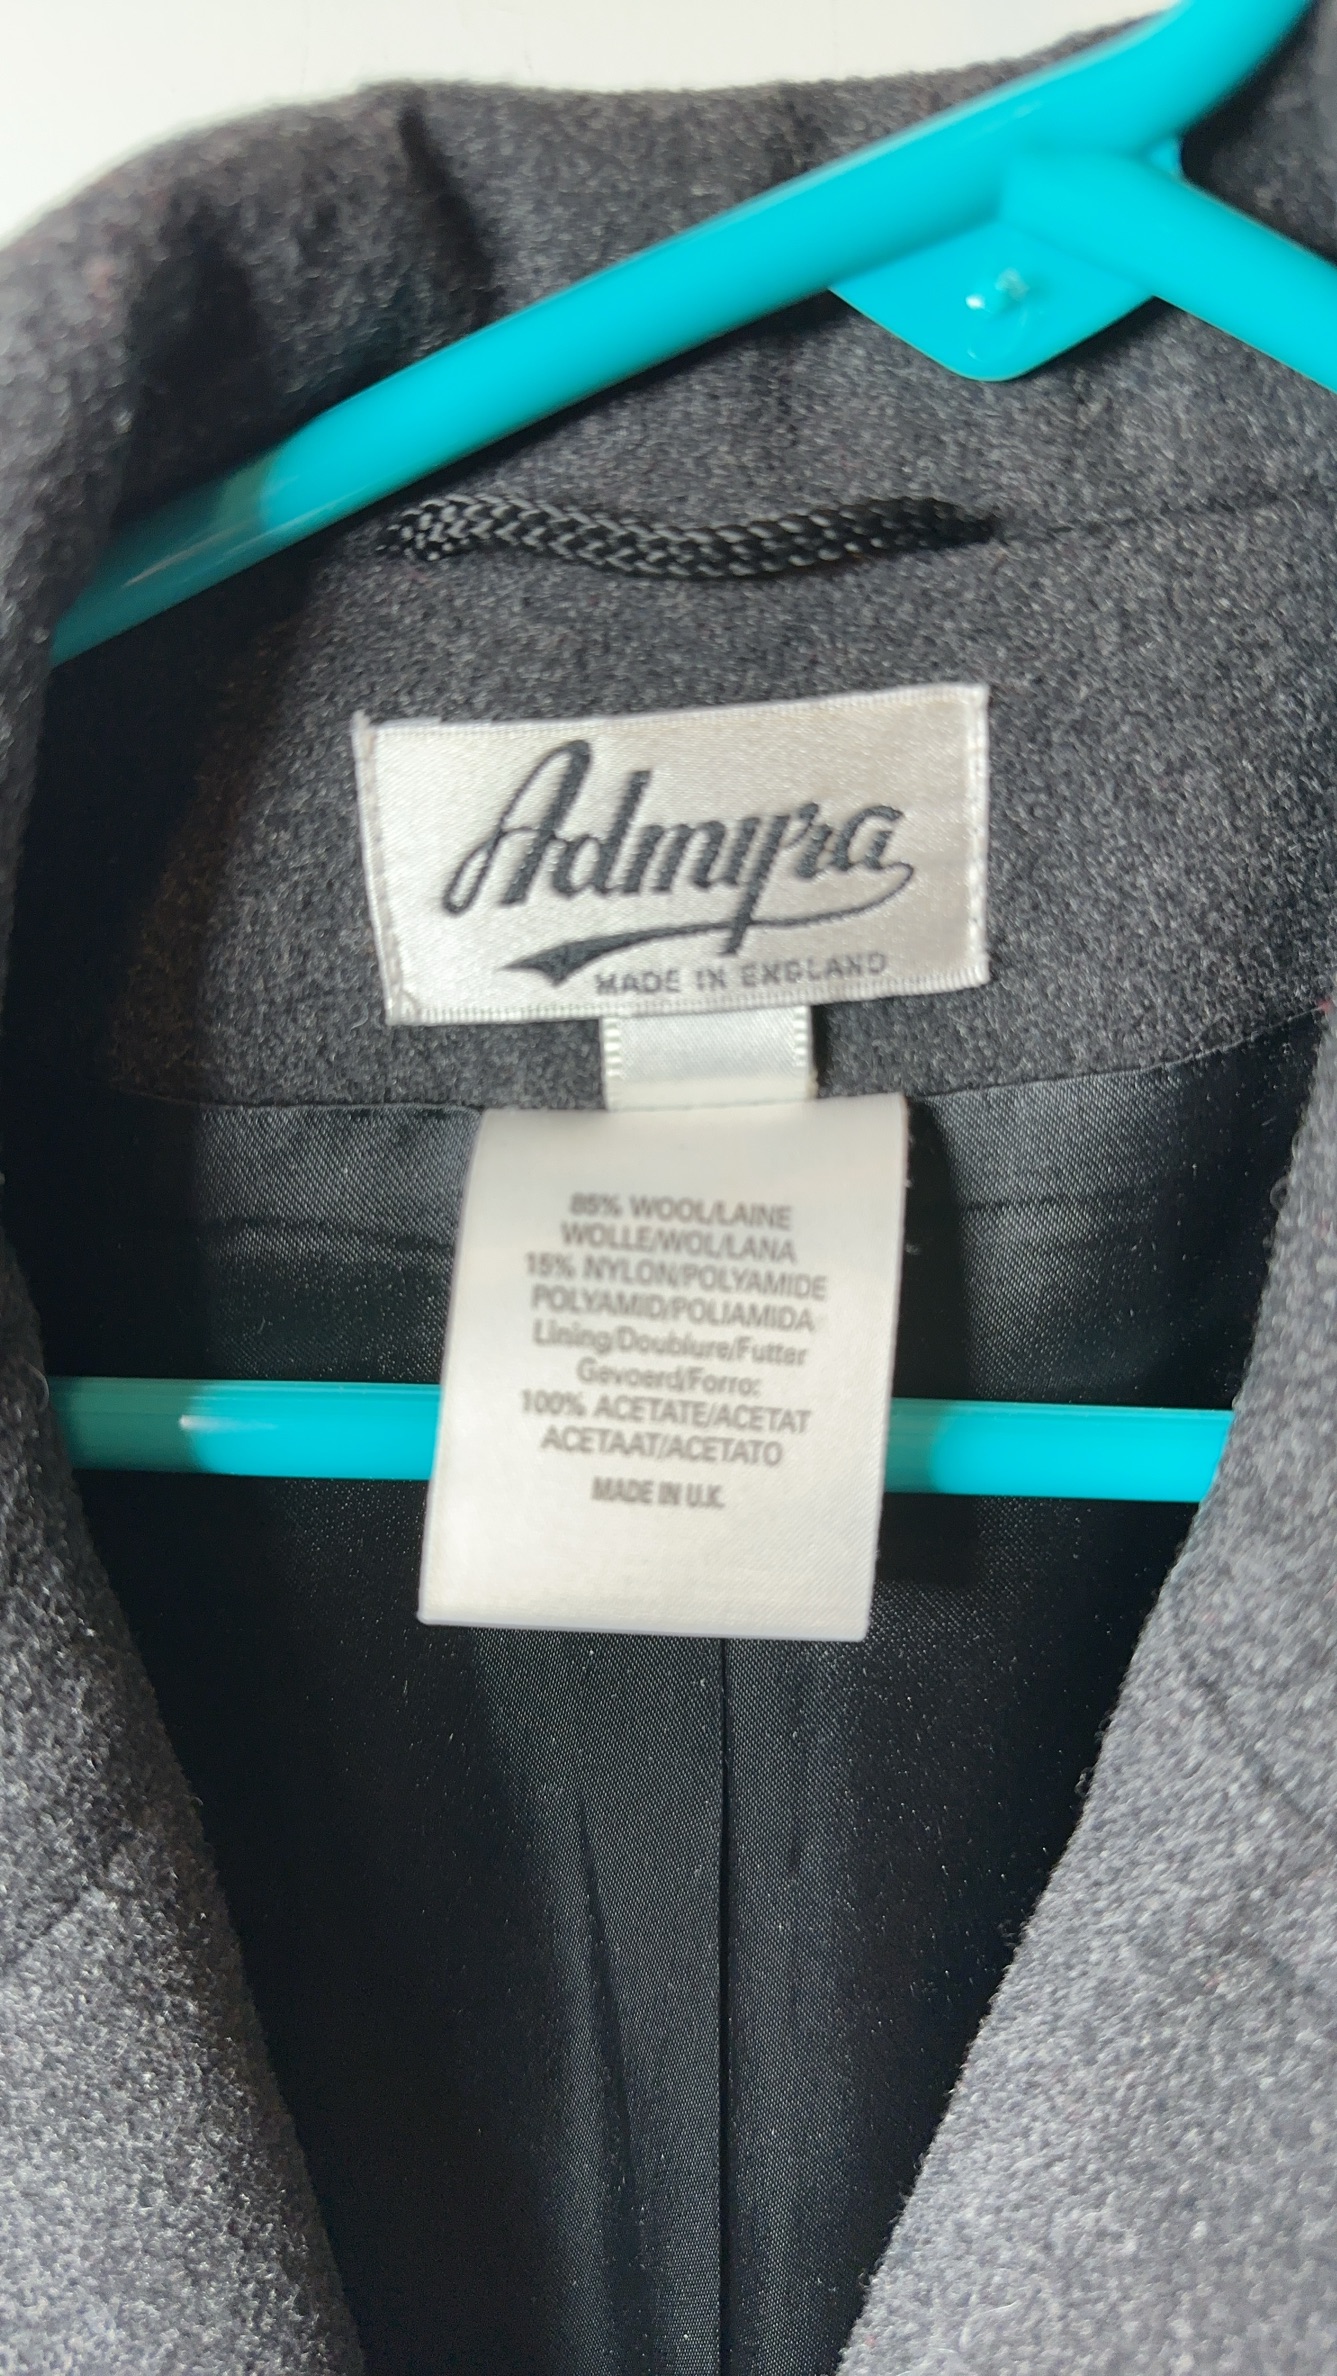 Admyra
MADE IN ENGLAND
85% WOOL/LAINE
WOLLE/WOL/LANA
15% NYLON/POLYAMIDE
POLYAMID/POLIAMIDA
Lining/Doublure/Futter
Gevoerd/Forro:
100% ACETATE/ACETAT
ACETAAT/ACETATO
MADE IN U.K.